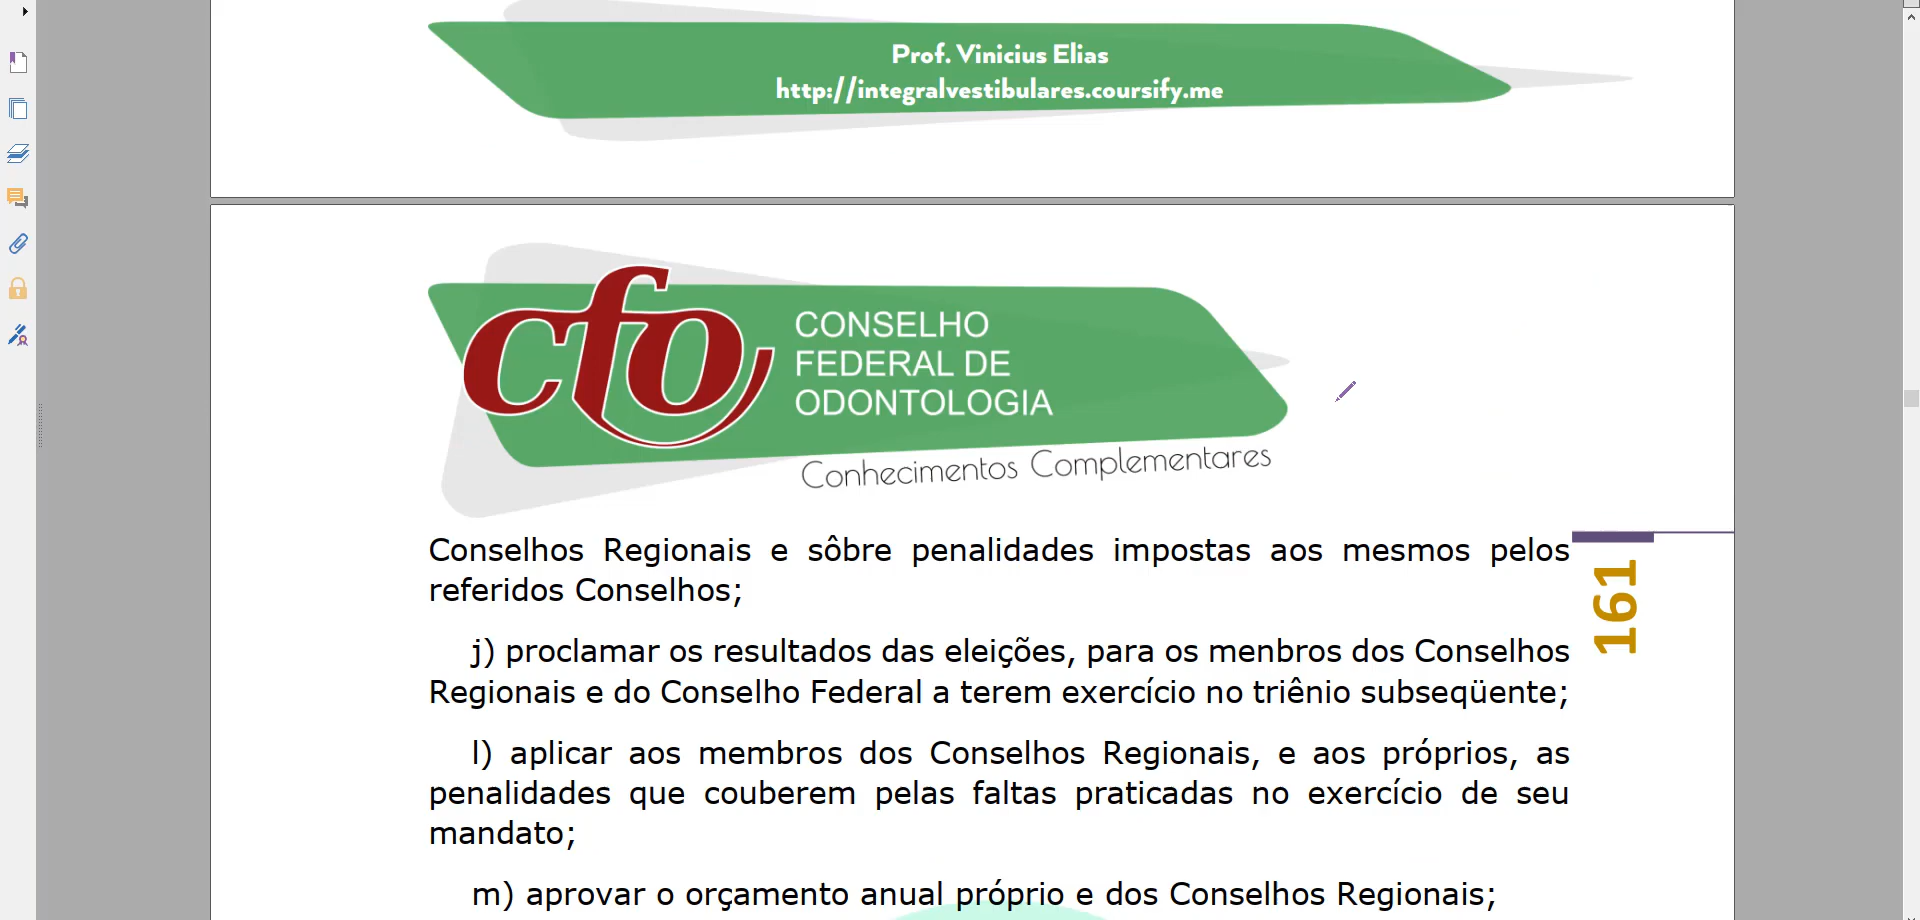 Prof. Vinicius Elias
http://integralvestibulares.coursify.me
cfo
CONSELHO
FEDERAL DE
ODONTOLOGIA
Conhecimentos Complementares
Conselhos Regionais e sôbre penalidades impostas aos mesmos pelos
referidos Conselhos;
161
j) proclamar os resultados das eleições, para os menbros dos Conselhos
Regionais e do Conselho Federal a terem exercício no triênio subseqüente;
l) aplicar aos membros dos Conselhos Regionais, e aos próprios, as
penalidades que couberem pelas faltas praticadas no exercício de seu
mandato;
m) aprovar o orçamento anual próprio e dos Conselhos Regionais;